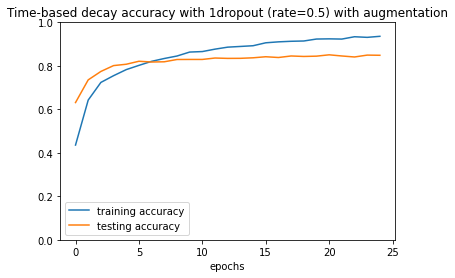 Time-based decay accuracy with 1dropout (rate=0.5) with augmentation
1.0
0.8
0.6
0.4
0.2
0.0
training accuracy
testing accuracy
0 5 10 15 20 25
epochs